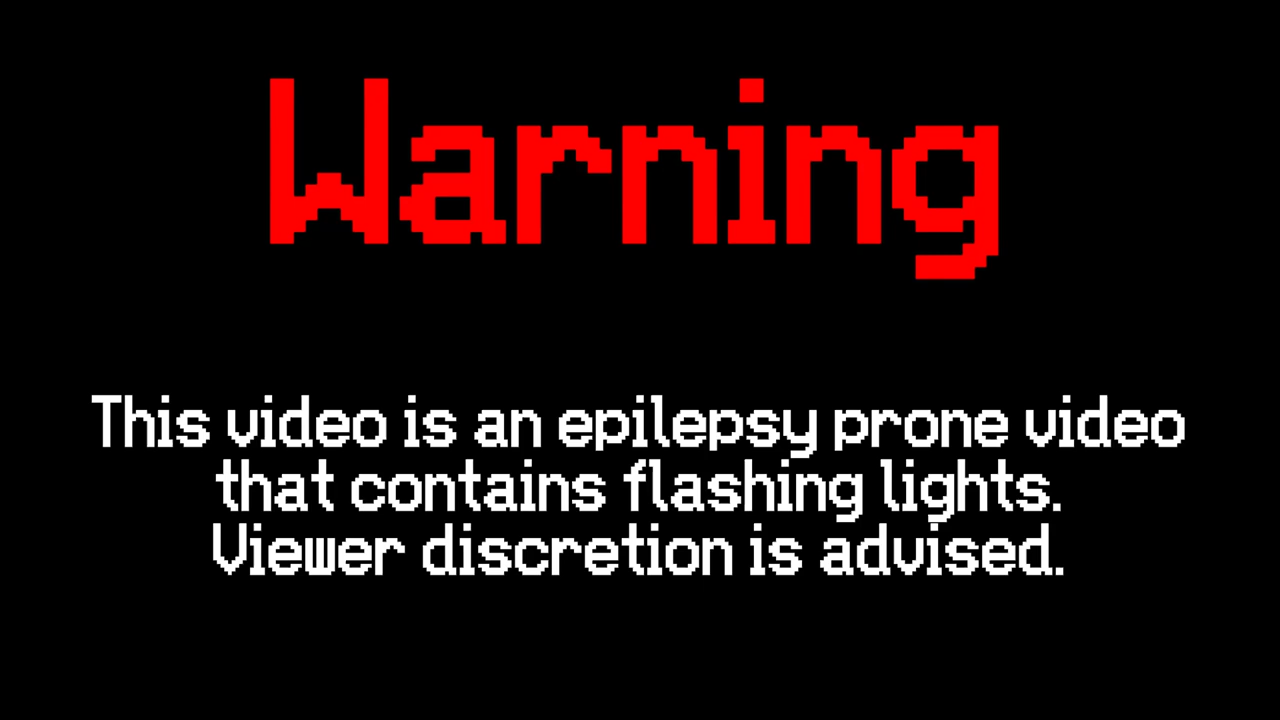 Warning
This video is an epilepsy prone video
that contains flashing lights.
Viewer discretion is advised.